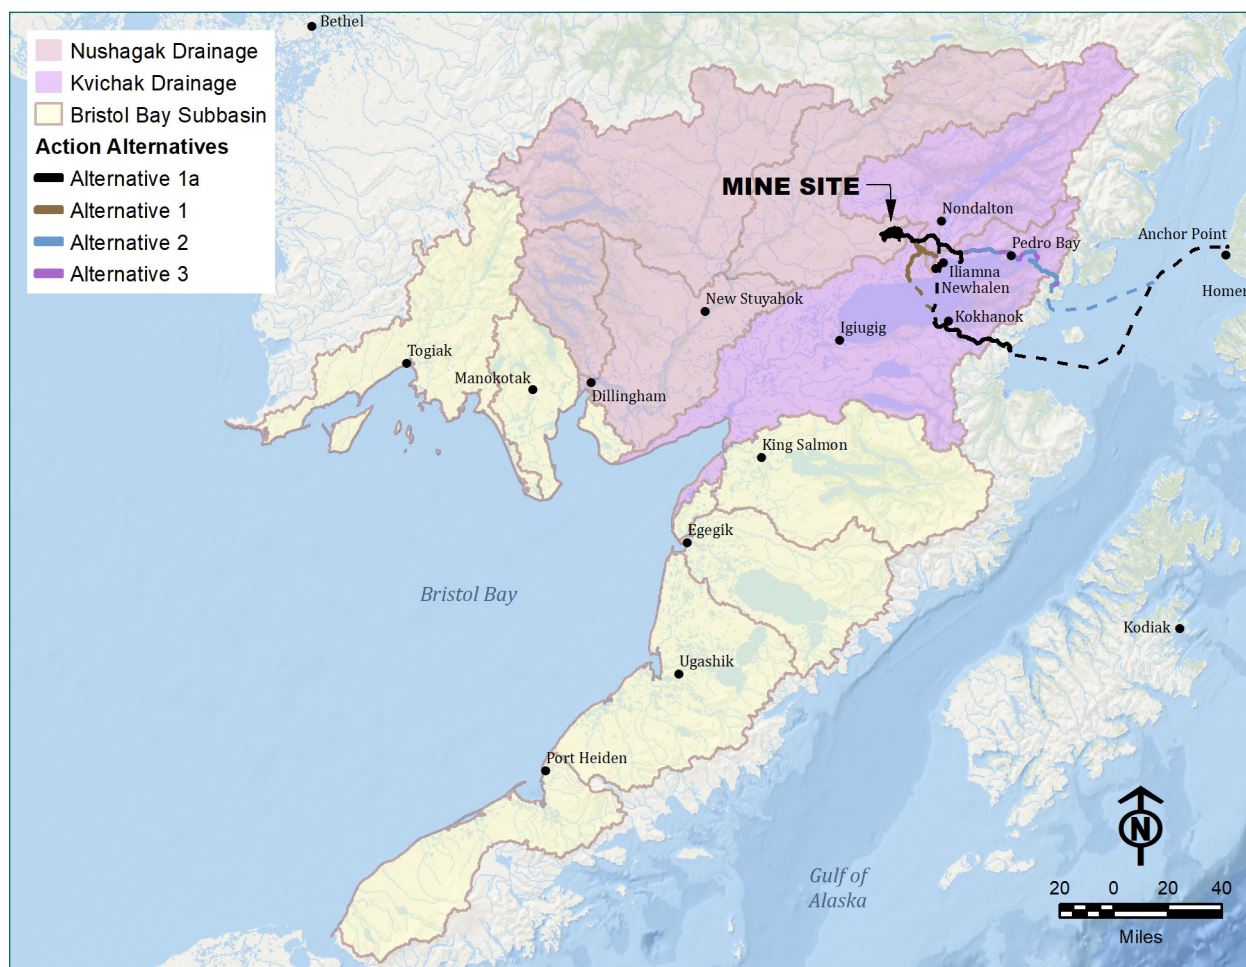 Bethel
Nushagak Drainage
Kvichak Drainage
Bristol Bay Subbasin
Action Alternatives
Alternative 1a
Alternative 1
Alternative 2
Alternative 3
MINE SITE
Nondalton
Pedro Bay
Anchor Point
Iliamna
Newhalen
Homer
New Stuyahok
Kokhanok
Igiugig
Togiak
Manokotak
Dillingham
King Salmon
Egegik
Bristol Bay
Kodiak
Ugashik
Port Heiden
N
Gulf of
Alaska
20 0 20 40
Miles